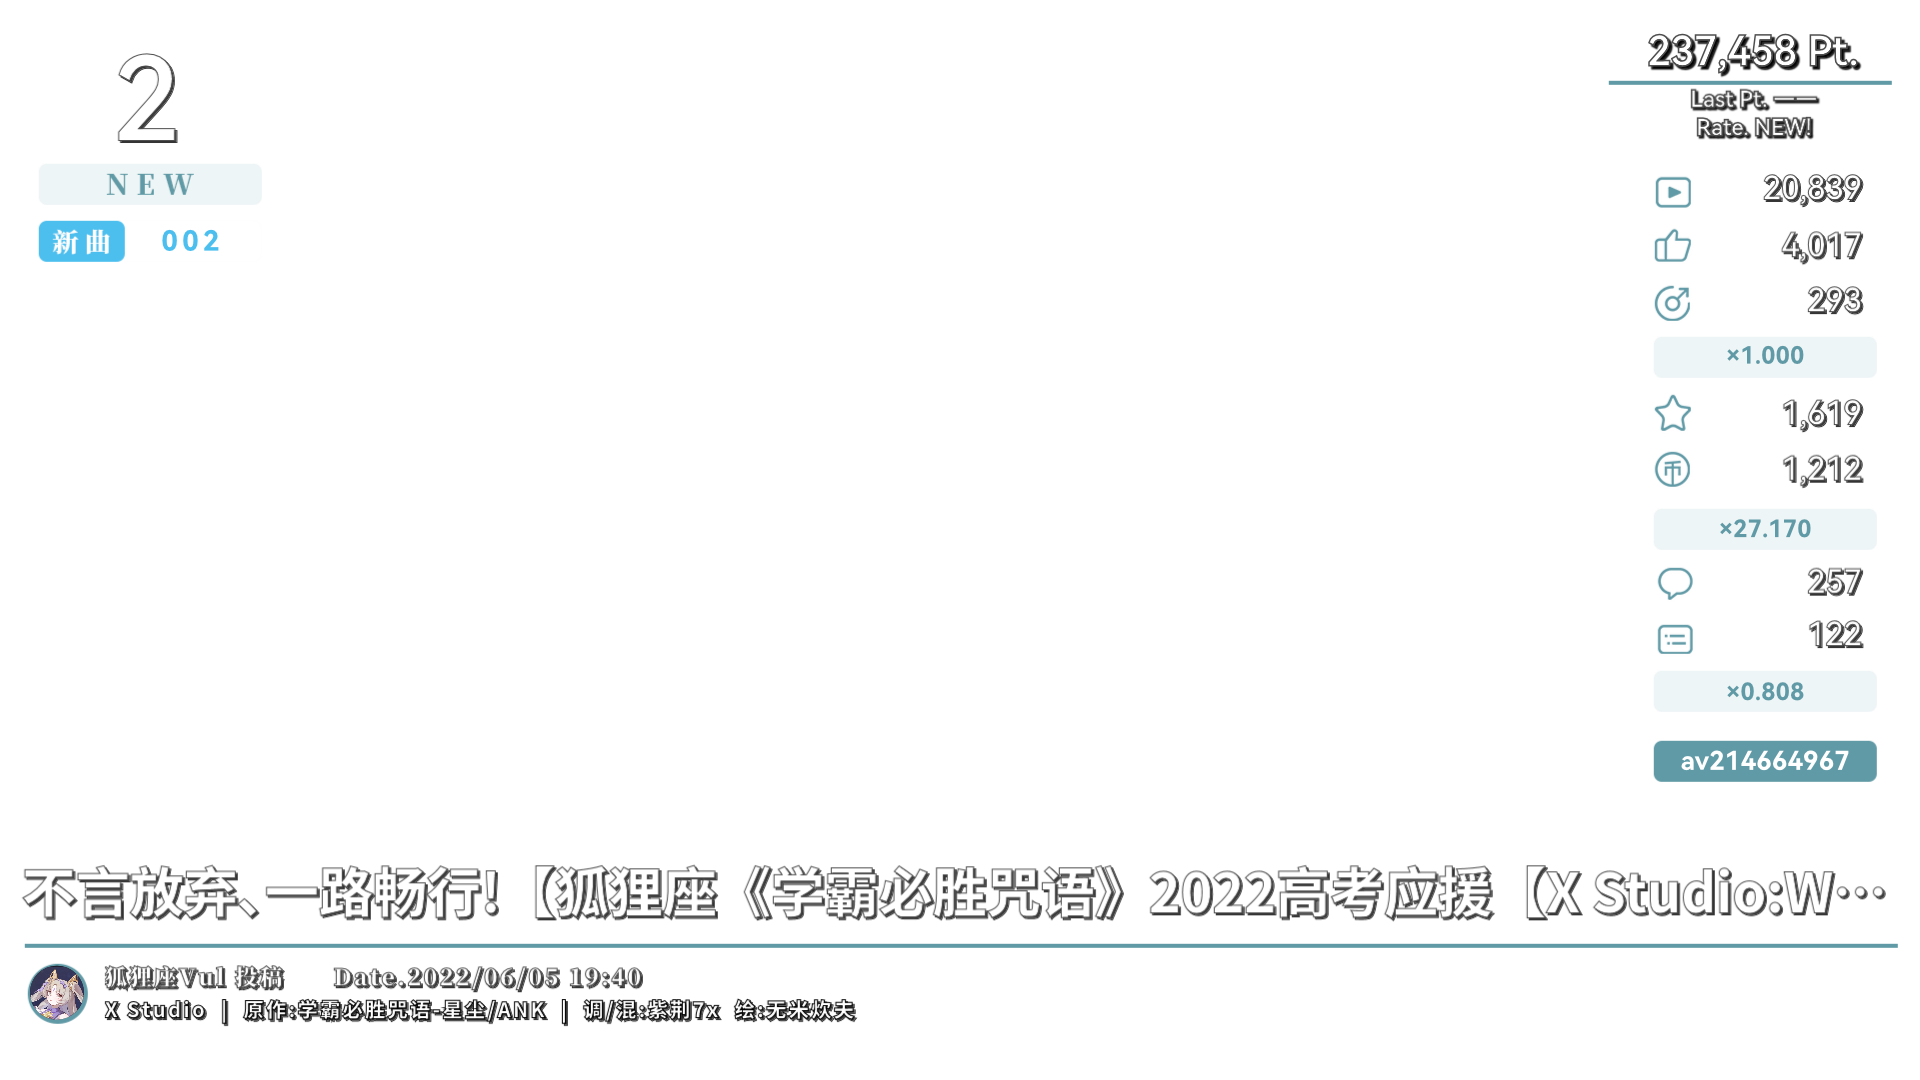 2
NEW
新曲 002
237,458 Pt.
Last Pt. ——
Rate. NEW!
20,839
4,017
293
×1.000
1,619
1,212
×27.170
257
122
×0.808
av214664967
不言放弃、一路畅行!【狐狸座《学霸必胜咒语》2022高考应援【X Studio:W…
狐狸座Vul 投稿 Date.2022/06/05 19:40
X Studio | 原作:学霸必胜咒语-星尘/ANK | 调/混:紫荆7x 绘:无米炊夫